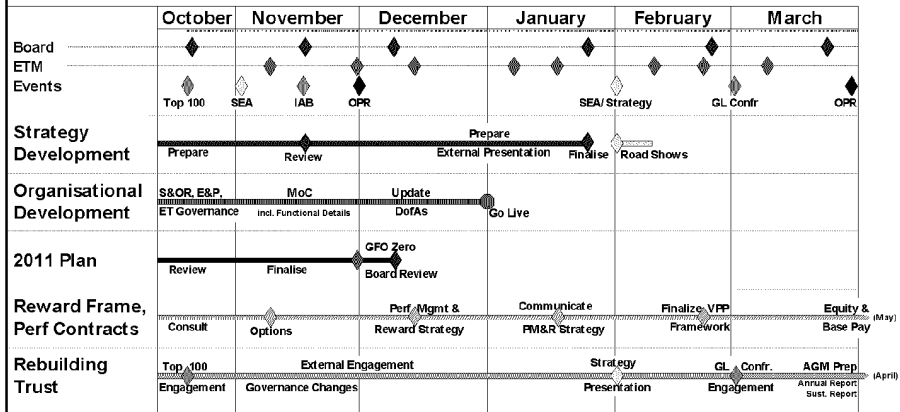 October November December January February March
Board
ETM
Events
Top 100 SEA IAB OPR SEA/ Strategy GL Confr OPR
Strategy Development
Prepare Review Prepare External Presentation Finalise Road Shows
Organisational Development
S&OR, E&P, MoC Update
ET Governance incl. Functional Details DofAs Go Live
2011 Plan
GFO Zero
Review Finalise Board Review
Reward Frame, Perf Contracts
Perf Mgmt & Communicate Finalize VPP Equity &
Consult Options Reward Strategy PM&R Strategy Framework Base Pay (May)
Rebuilding Trust
Top 100 External Engagement Strategy GL Confr. AGM Prep
Engagement Governance Changes Presentation Engagement Annual Report (April)
Sust. Report